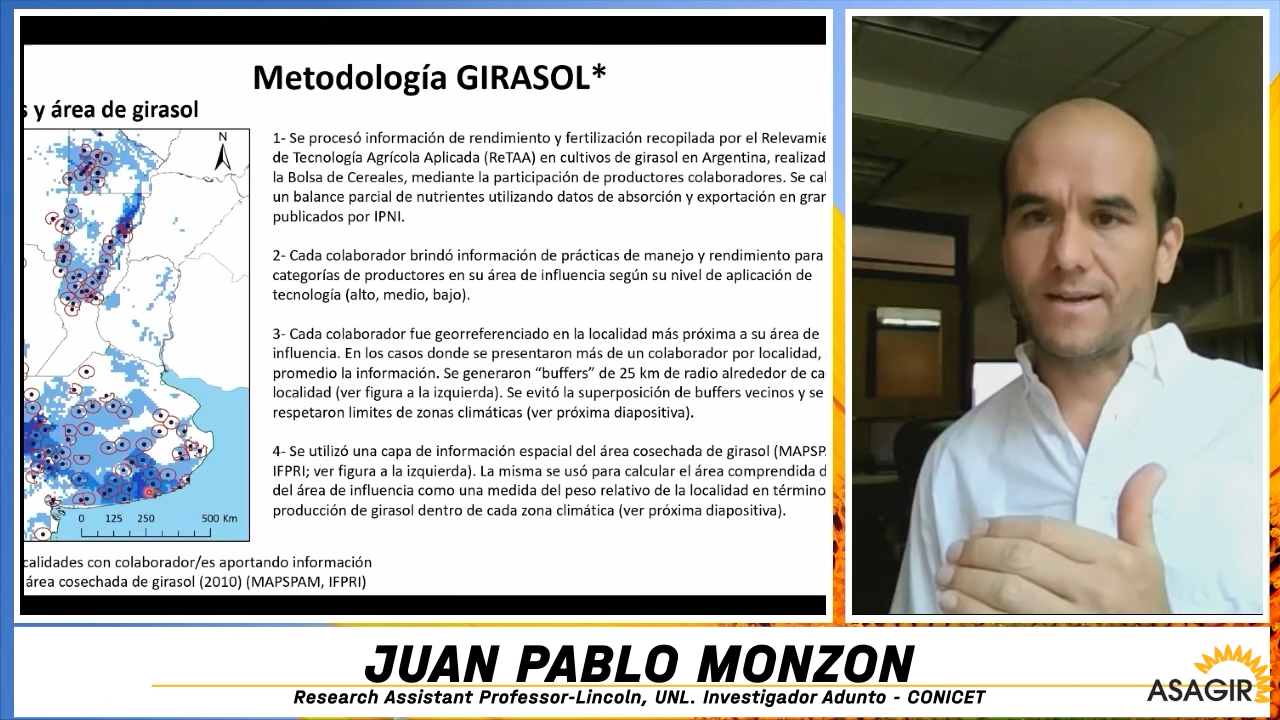 Metodología GIRASOL*
s y área de girasol
N
0 125 250 500 Km
calidades con colaborador/es aportando información
área cosechada de girasol (2010) (MAPSPAM, IFPRI)
1- Se procesó información de rendimiento y fertilización recopilada por el Relevamie
de Tecnología Agrícola Aplicada (ReTAA) en cultivos de girasol en Argentina, realizad
la Bolsa de Cereales, mediante la participación de productores colaboradores. Se cal
un balance parcial de nutrientes utilizando datos de absorción y exportación en gran
publicados por IPNI.
2- Cada colaborador brindó información de prácticas de manejo y rendimiento para
categorías de productores en su área de influencia según su nivel de aplicación de
tecnología (alto, medio, bajo).
3- Cada colaborador fue georreferenciado en la localidad más próxima a su área de
influencia. En los casos donde se presentaron más de un colaborador por localidad,
promedio la información. Se generaron “buffers” de 25 km de radio alrededor de ca
localidad (ver figura a la izquierda). Se evitó la superposición de buffers vecinos y se
respetaron limites de zonas climáticas (ver próxima diapositiva).
4- Se utilizó una capa de información espacial del área cosechada de girasol (MAPSP
IFPRI; ver figura a la izquierda). La misma se usó para calcular el área comprendida d
del área de influencia como una medida del peso relativo de la localidad en término
producción de girasol dentro de cada zona climática (ver próxima diapositiva).
JUAN PABLO MONZON
Research Assistant Professor-Lincoln, UNL. Investigador Adunto - CONICET
ASAGIR